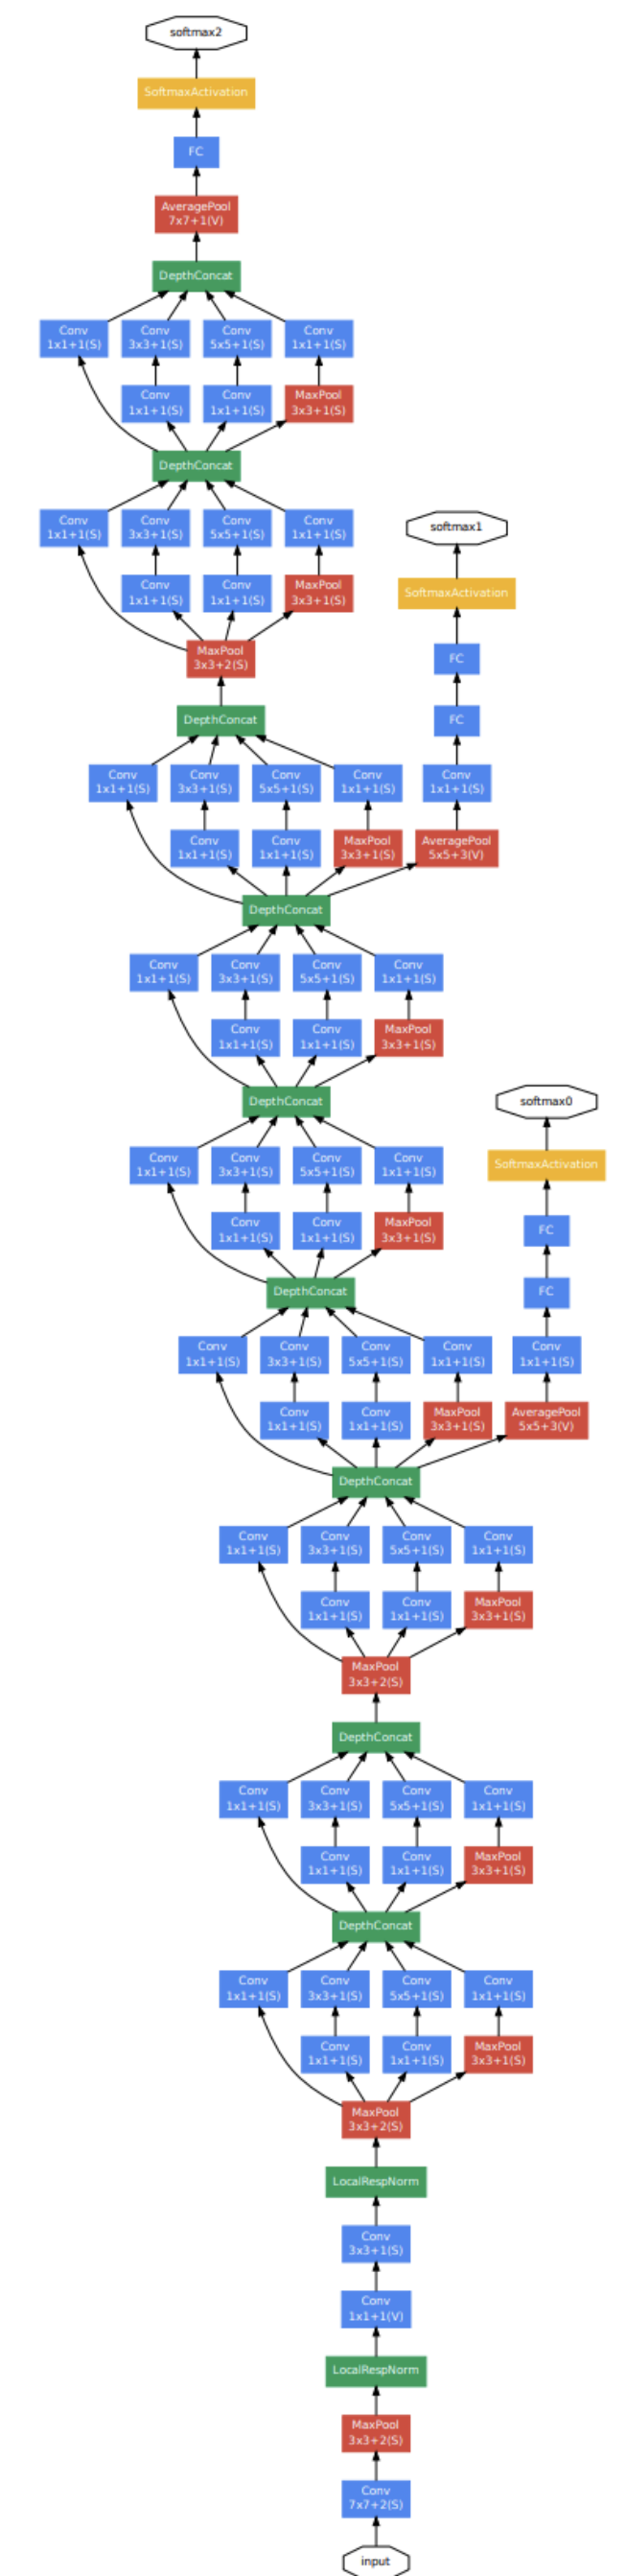 softmax2
SoftmaxActivation
FC
AveragePool
7x7+1(V)
DepthConcat
Conv Conv Conv Conv
1x1+1(S) 3x3+1(S) 5x5+1(S) 1x1+1(S)
Conv Conv MaxPool
1x1+1(S) 1x1+1(S) 3x3+1(S)
DepthConcat
Conv Conv Conv Conv
1x1+1(S) 3x3+1(S) 5x5+1(S) 1x1+1(S)
softmax1
Conv Conv MaxPool
1x1+1(S) 1x1+1(S) 3x3+1(S)
SoftmaxActivation
MaxPool
3x3+2(S)
FC
DepthConcat
FC
Conv Conv Conv Conv Conv
1x1+1(S) 3x3+1(S) 5x5+1(S) 1x1+1(S) 1x1+1(S)
Conv Conv MaxPool AveragePool
1x1+1(S) 1x1+1(S) 3x3+1(S) 5x5+3(V)
DepthConcat
Conv Conv Conv Conv
1x1+1(S) 3x3+1(S) 5x5+1(S) 1x1+1(S)
Conv Conv MaxPool
1x1+1(S) 1x1+1(S) 3x3+1(S)
DepthConcat
softmax0
Conv Conv Conv Conv
1x1+1(S) 3x3+1(S) 5x5+1(S) 1x1+1(S)
SoftmaxActivation
Conv Conv MaxPool
1x1+1(S) 1x1+1(S) 3x3+1(S)
FC
DepthConcat
FC
Conv Conv Conv Conv Conv
1x1+1(S) 3x3+1(S) 5x5+1(S) 1x1+1(S) 1x1+1(S)
Conv Conv MaxPool AveragePool
1x1+1(S) 1x1+1(S) 3x3+1(S) 5x5+3(V)
DepthConcat
Conv Conv Conv Conv
1x1+1(S) 3x3+1(S) 5x5+1(S) 1x1+1(S)
Conv Conv MaxPool
1x1+1(S) 1x1+1(S) 3x3+1(S)
MaxPool
3x3+2(S)
DepthConcat
Conv Conv Conv Conv
1x1+1(S) 3x3+1(S) 5x5+1(S) 1x1+1(S)
Conv Conv MaxPool
1x1+1(S) 1x1+1(S) 3x3+1(S)
DepthConcat
Conv Conv Conv Conv
1x1+1(S) 3x3+1(S) 5x5+1(S) 1x1+1(S)
Conv Conv MaxPool
1x1+1(S) 1x1+1(S) 3x3+1(S)
MaxPool
3x3+2(S)
LocalRespNorm
Conv
3x3+1(S)
Conv
1x1+1(V)
LocalRespNorm
MaxPool
3x3+2(S)
Conv
7x7+2(S)
input